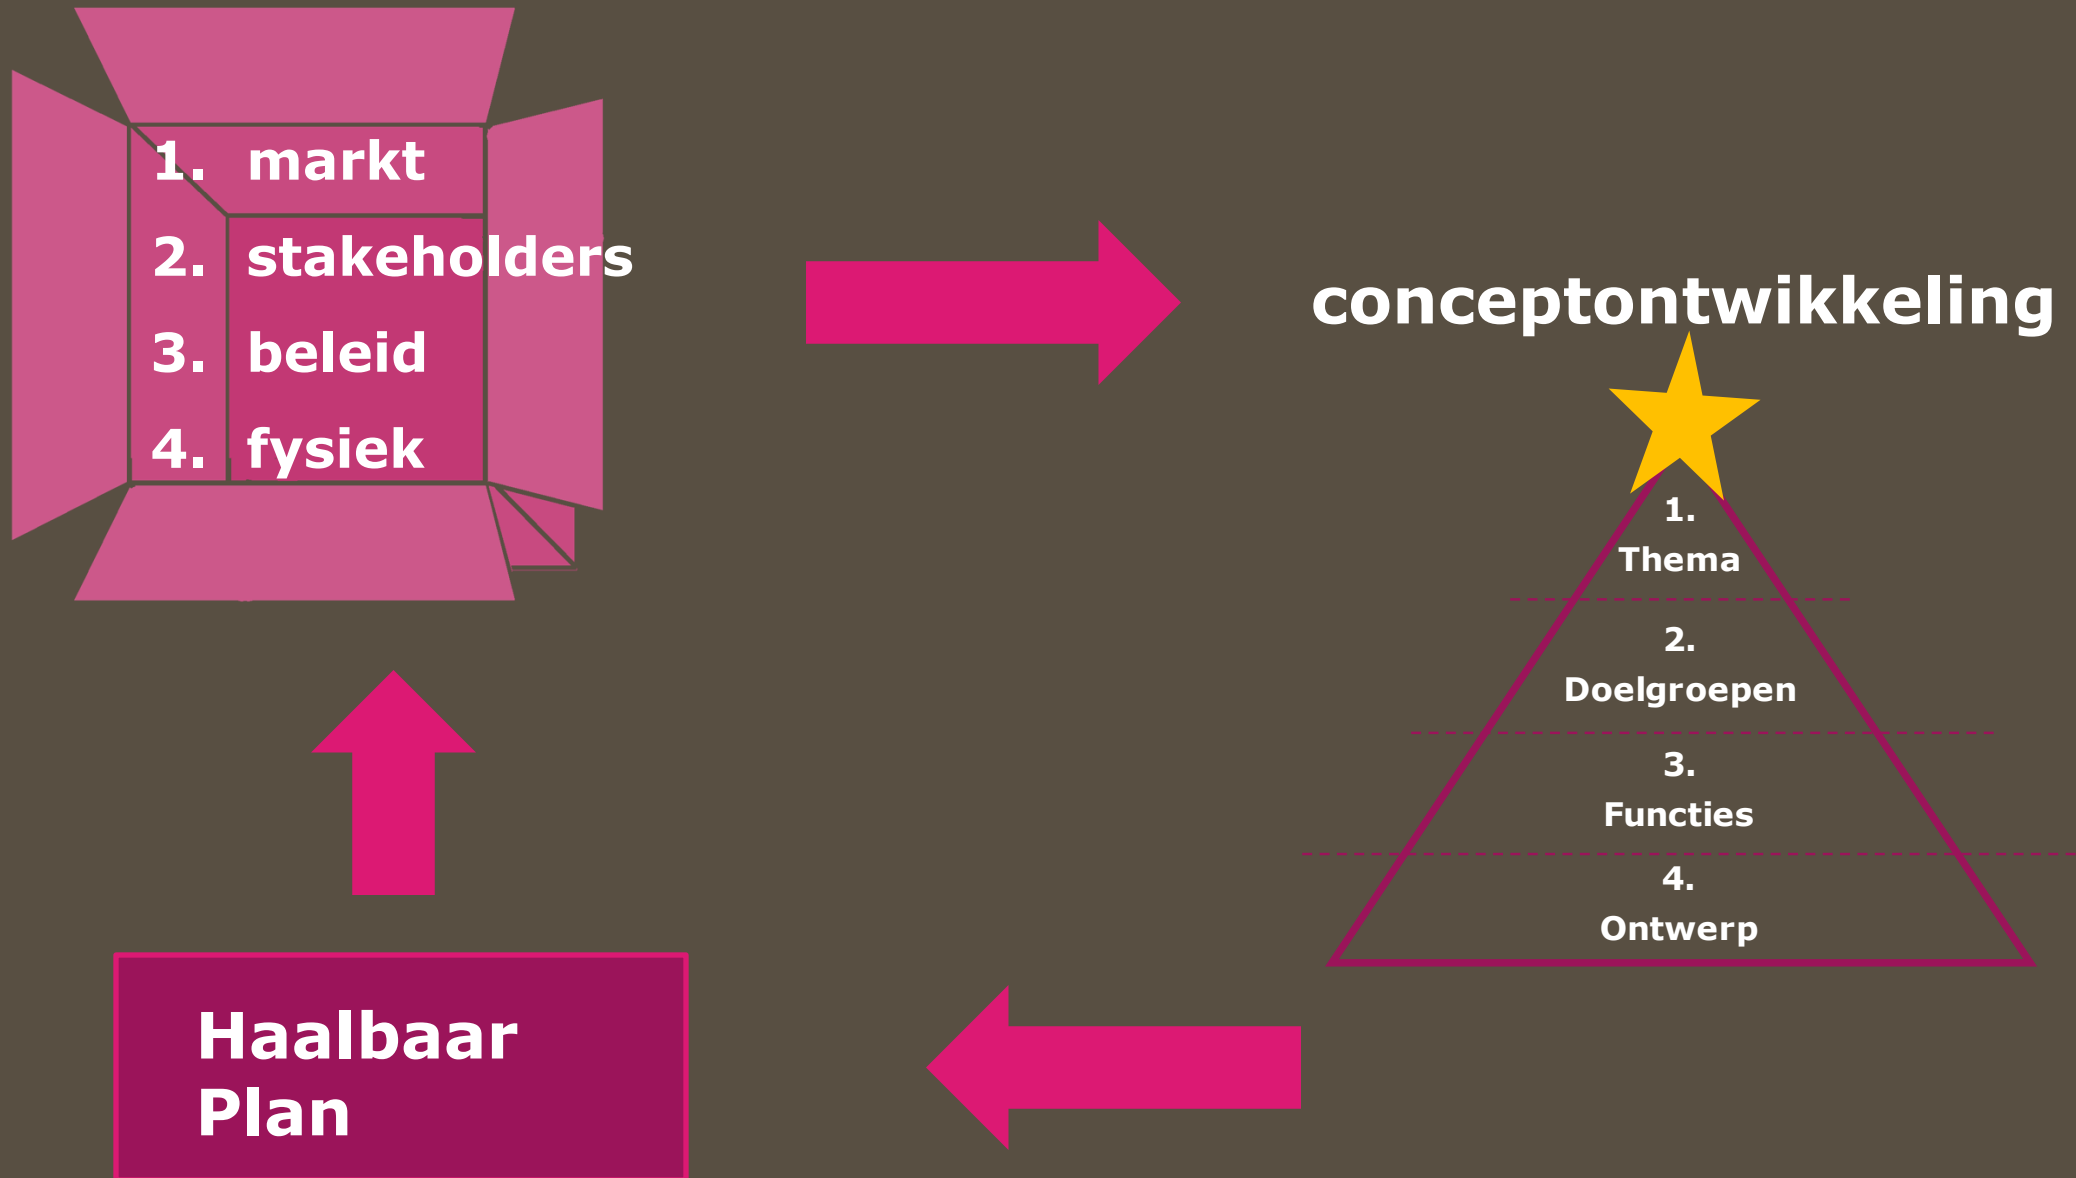 1. markt
2. stakeholders
3. beleid
4. fysiek
conceptontwikkeling
1.
Thema
2.
Doelgroepen
3.
Functies
4.
Ontwerp
Haalbaar
Plan